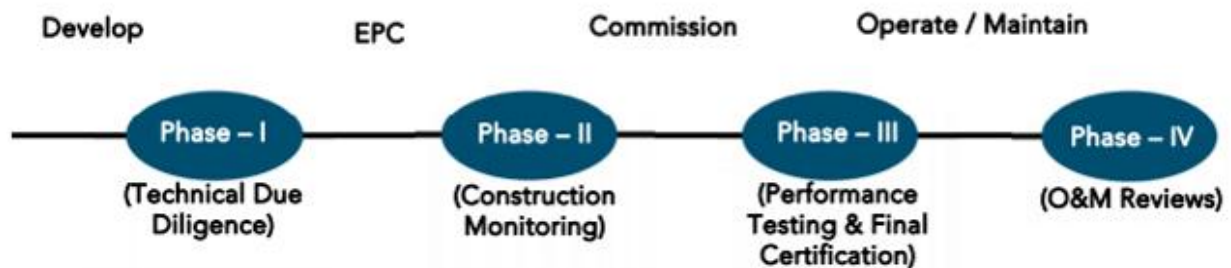 Develop
EPC
Commission
Operate / Maintain
Phase – I
Phase – II
Phase – III
Phase – IV
(Technical Due
Diligence)
(Construction
Monitoring)
(Performance
Testing & Final
Certification)
(O&M Reviews)